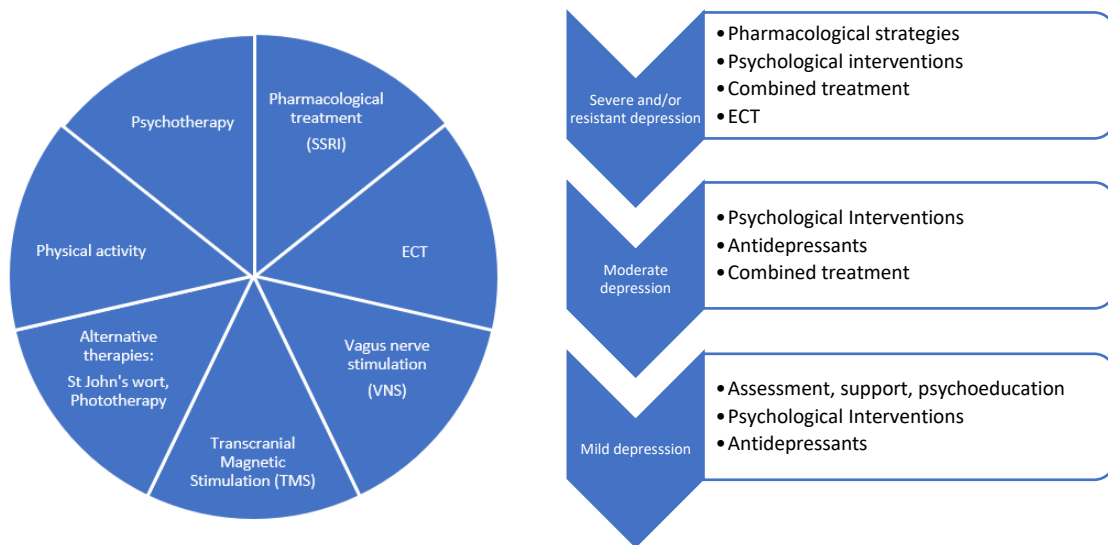 Psychotherapy
Pharmacological
treatment
(SSRI)
ECT
Vagus nerve
stimulation
(VNS)
Transcranial
Magnetic
Stimulation (TMS)
Alternative
therapies:
St John's wort,
Phototherapy
Physical activity
Severe and/or
resistant depression
•Pharmacological strategies
•Psychological interventions
•Combined treatment
•ECT
Moderate
depression
•Psychological Interventions
•Antidepressants
•Combined treatment
Mild depresssion
•Assessment, support, psychoeducation
•Psychological Interventions
•Antidepressants